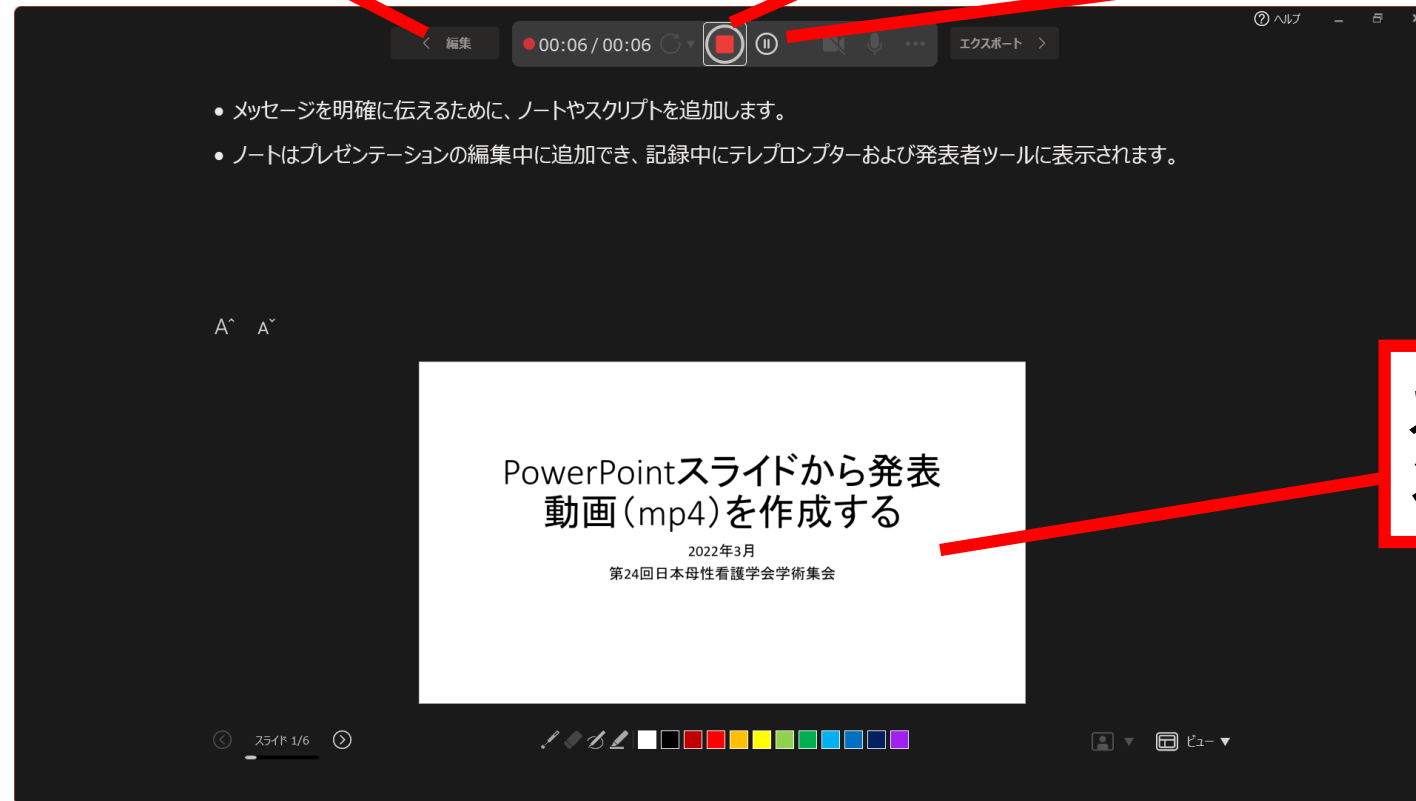 ヘルプ
編集
00:06 / 00:06
エクスポート
• メッセージを明確に伝えるために、ノートやスクリプトを追加します。
• ノートはプレゼンテーションの編集中に追加でき、記録中にテレプロンプターおよび発表者ツールに表示されます。
A^ Aˇ
PowerPointスライドから発表
動画（mp4）を作成する
2022年3月
第24回日本母性看護学会学術集会
スライド 1/6
ビュー